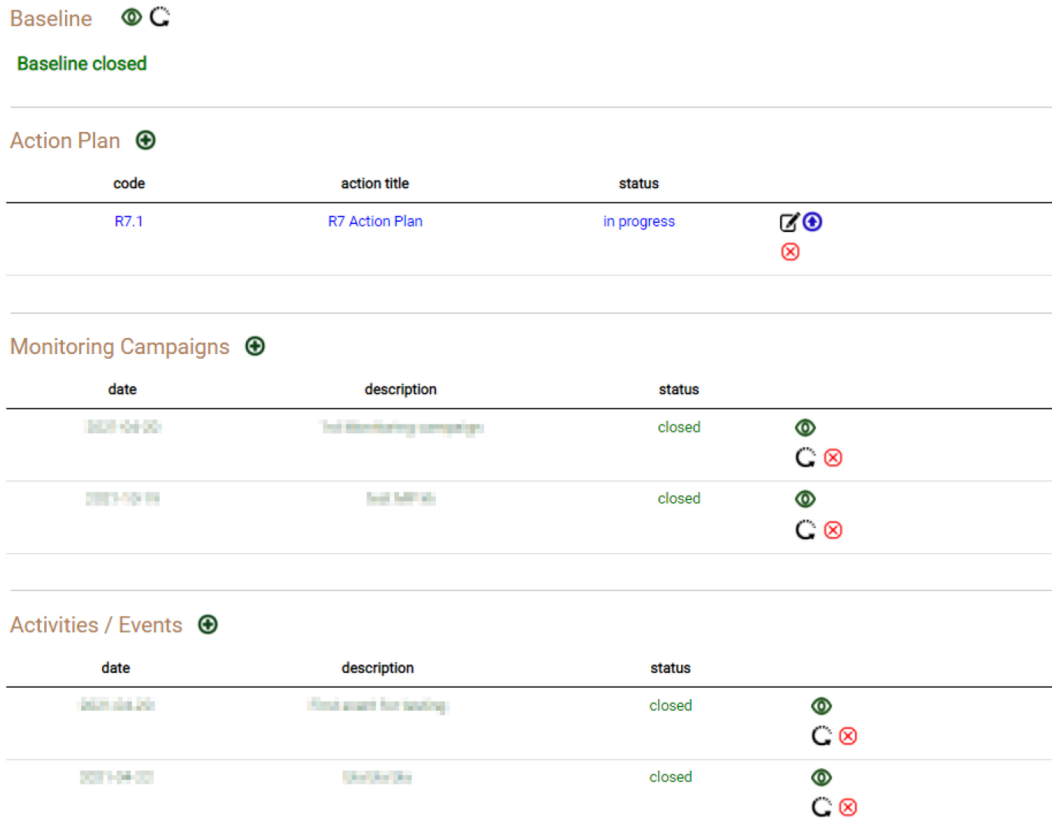 Baseline
Baseline closed
Action Plan
code action title status
R7.1 R7 Action Plan in progress
Monitoring Campaigns
date description status
closed
closed
Activities / Events
date description status
closed
closed